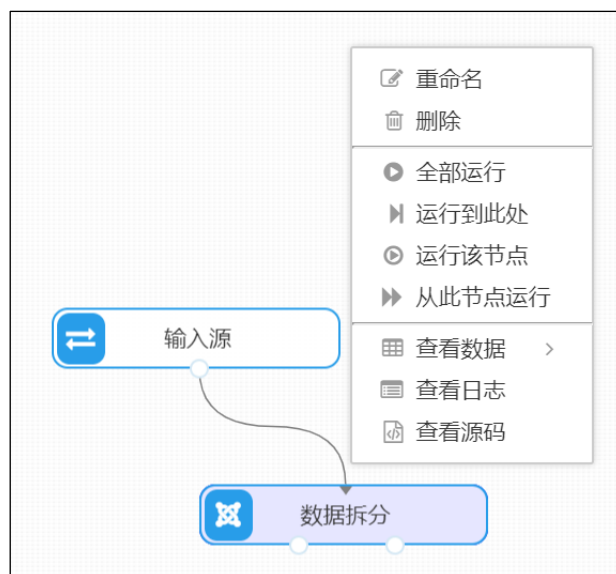 重命名
删除
全部运行
运行到此处
运行该节点
从此节点运行
查看数据
查看日志
查看源码
输入源
数据拆分